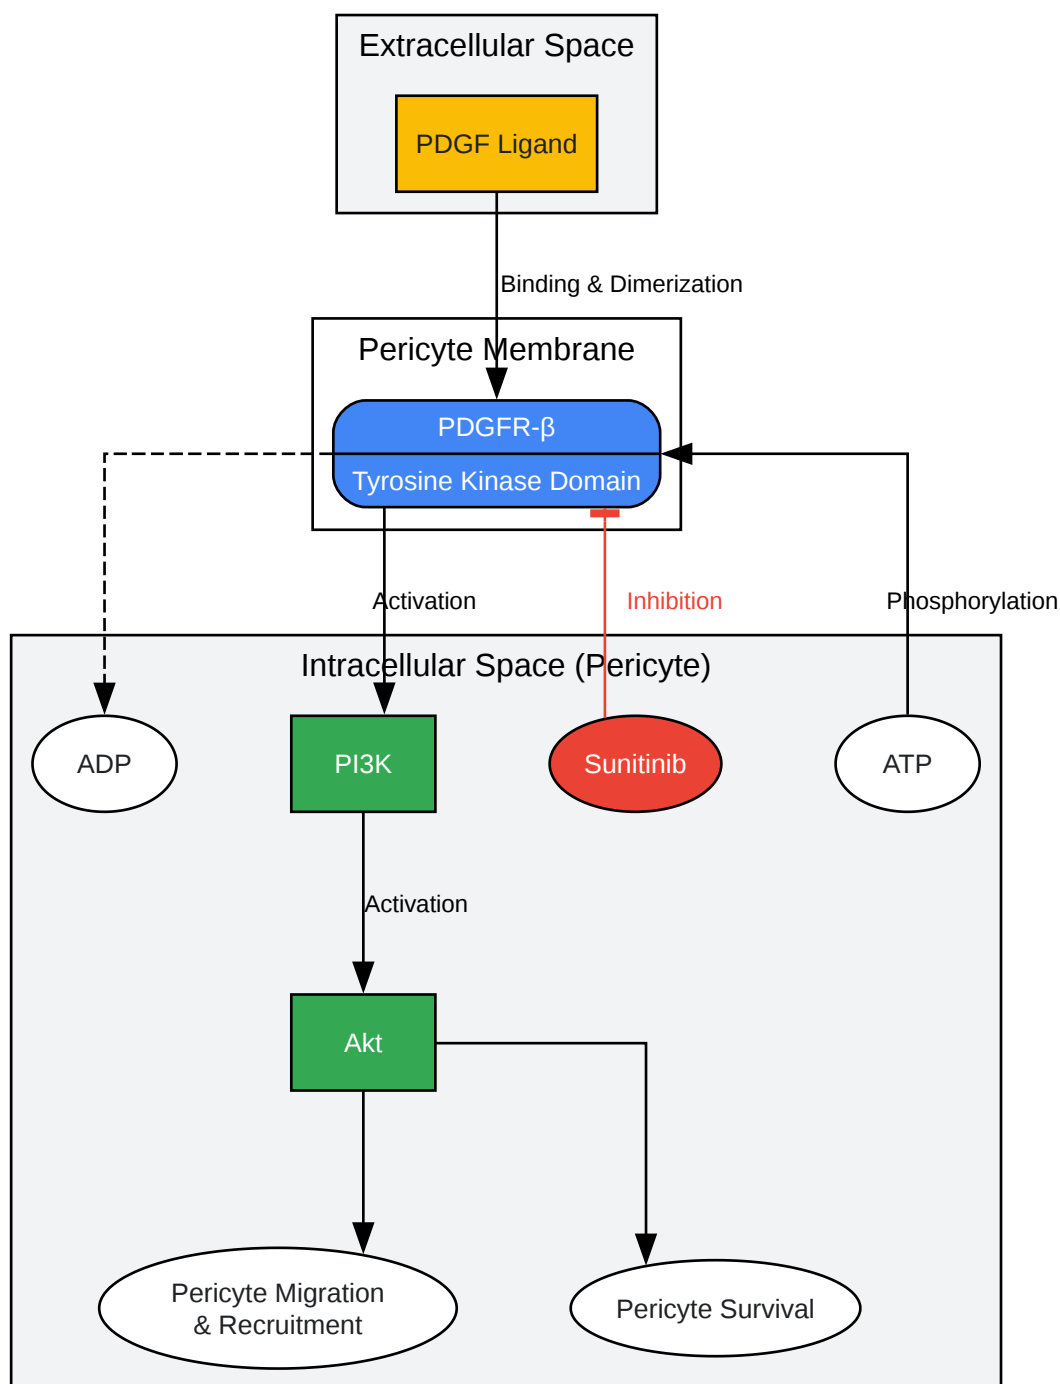 Extracellular Space
PDGF Ligand
Binding & Dimerization
Pericyte Membrane
PDGFR-β
Tyrosine Kinase Domain
Activation
Inhibition
Phosphorylation
Intracellular Space (Pericyte)
ADP
PI3K
Sunitinib
ATP
Activation
Akt
Pericyte Migration
& Recruitment
Pericyte Survival